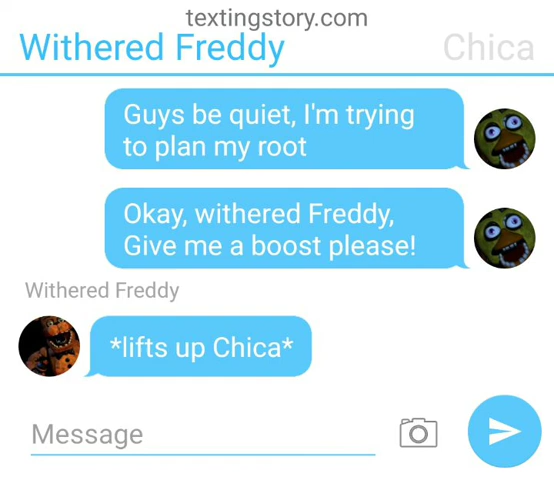 textingstory.com
Withered Freddy
Chica
Guys be quiet, I'm trying
to plan my root
Okay, withered Freddy,
Give me a boost please!
Withered Freddy
*lifts up Chica*
Message